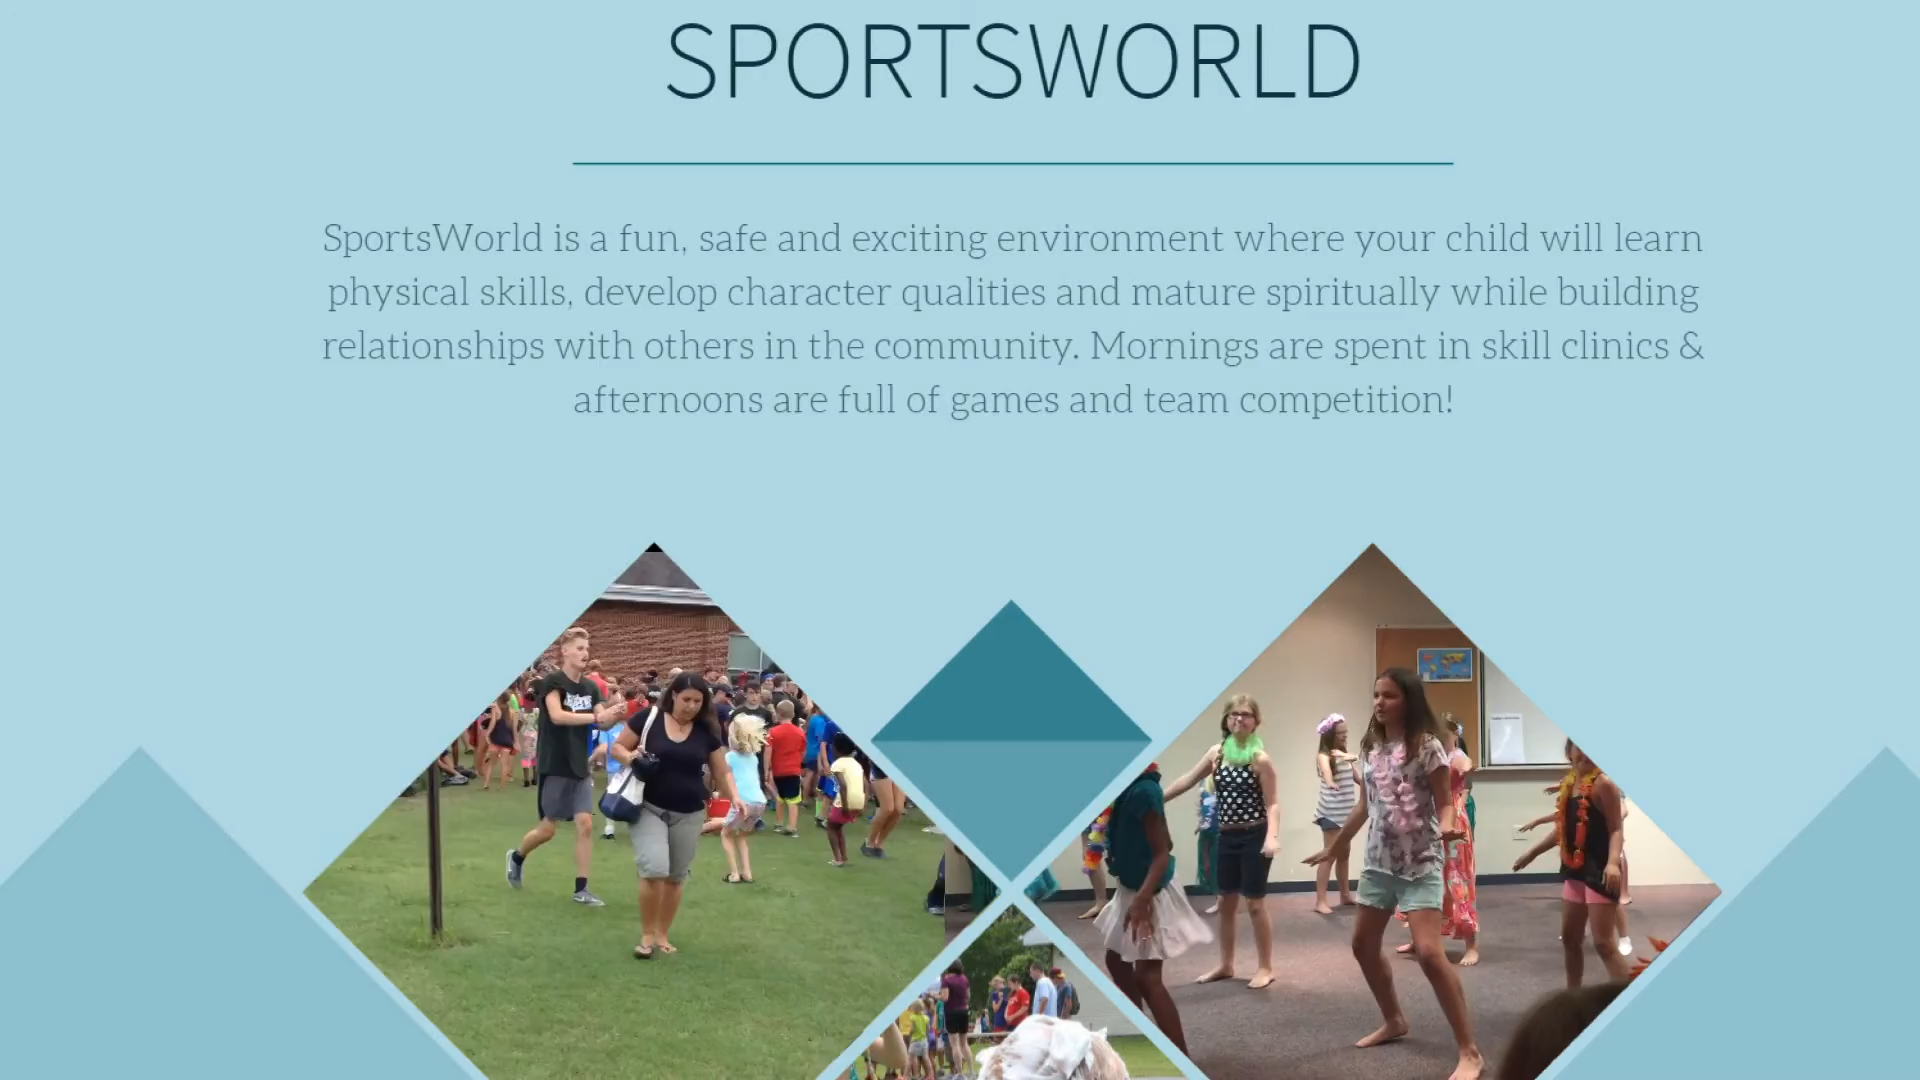 SPORTSWORLD
SportsWorld is a fun, safe and exciting environment where your child will learn
physical skills, develop character qualities and mature spiritually while building
relationships with others in the community. Mornings are spent in skill clinics &
afternoons are full of games and team competition!